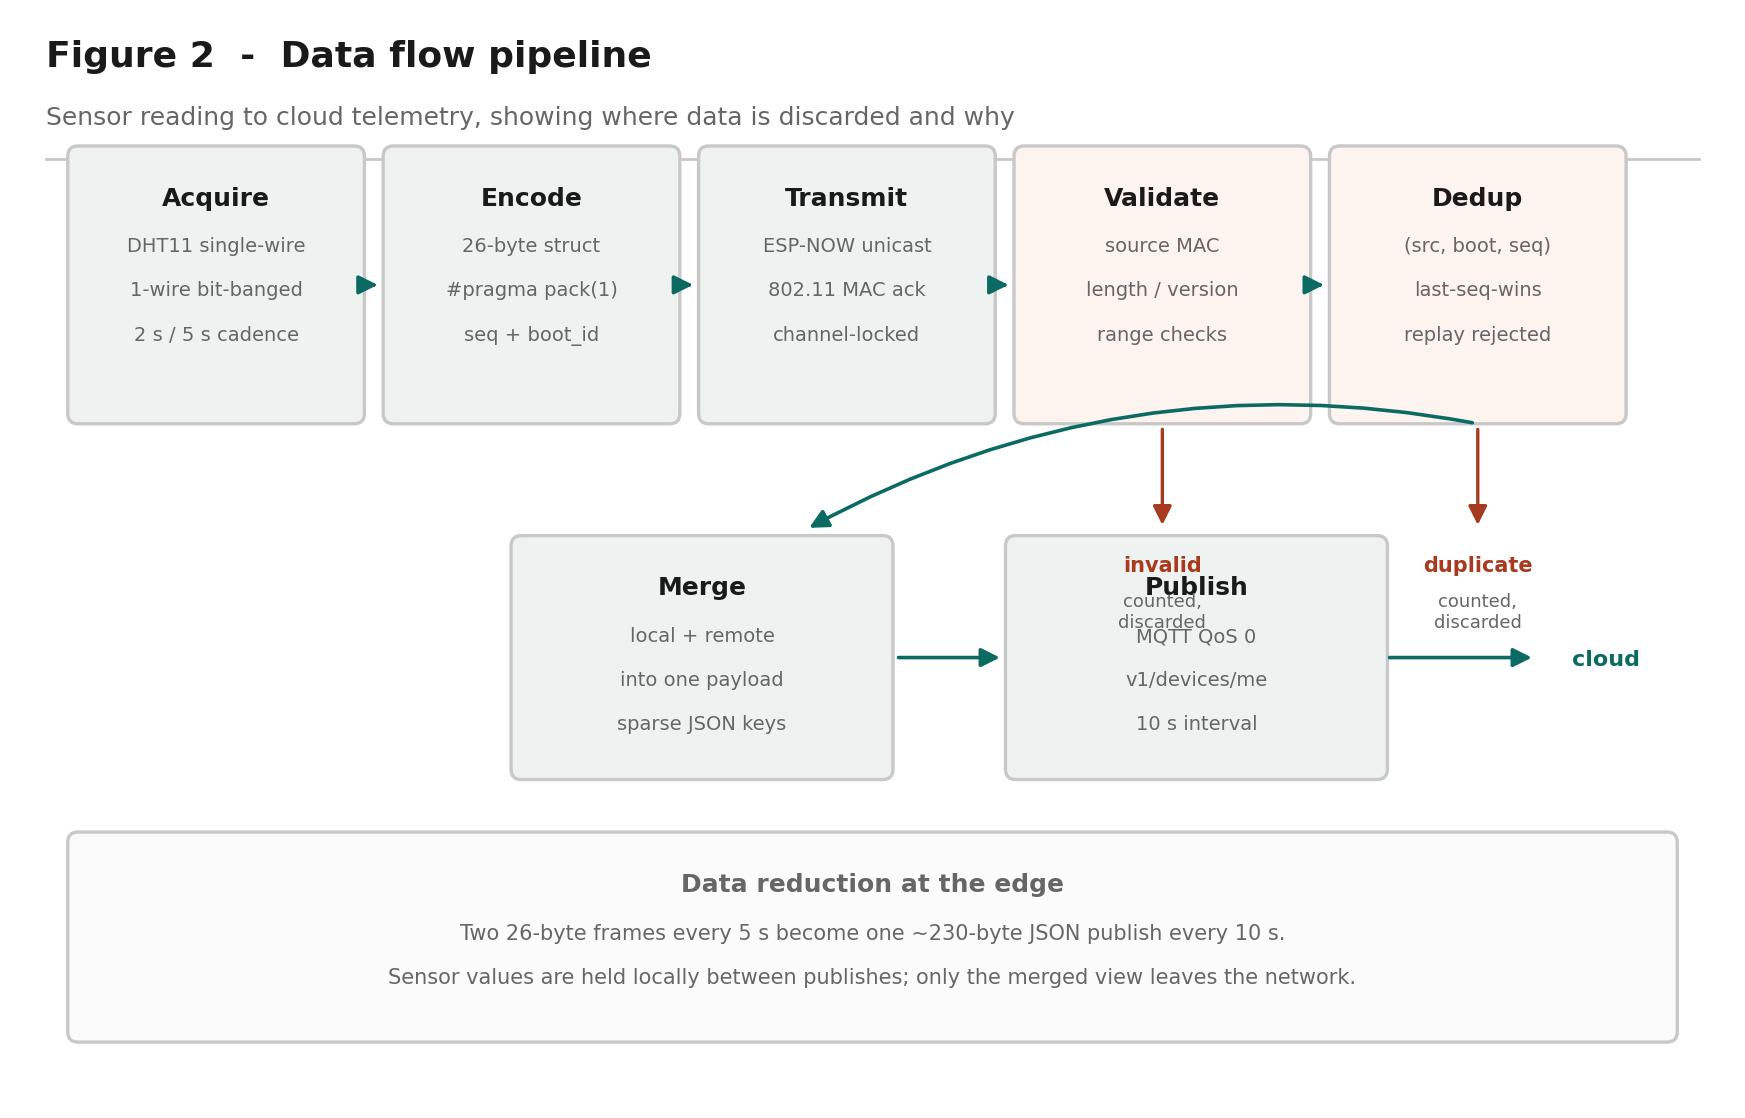 Figure 2  -  Data flow pipeline
Sensor reading to cloud telemetry, showing where data is discarded and why
Acquire
DHT11 single-wire
1-wire bit-banged
2 s / 5 s cadence
Encode
26-byte struct
#pragma pack(1)
seq + boot_id
Transmit
ESP-NOW unicast
802.11 MAC ack
channel-locked
Validate
source MAC
length / version
range checks
Dedup
(src, boot, seq)
last-seq-wins
replay rejected
invalid
counted,
discarded
duplicate
counted,
discarded
Merge
local + remote
into one payload
sparse JSON keys
Publish
MQTT QoS 0
v1/devices/me
10 s interval
cloud
Data reduction at the edge
Two 26-byte frames every 5 s become one ~230-byte JSON publish every 10 s.
Sensor values are held locally between publishes; only the merged view leaves the network.